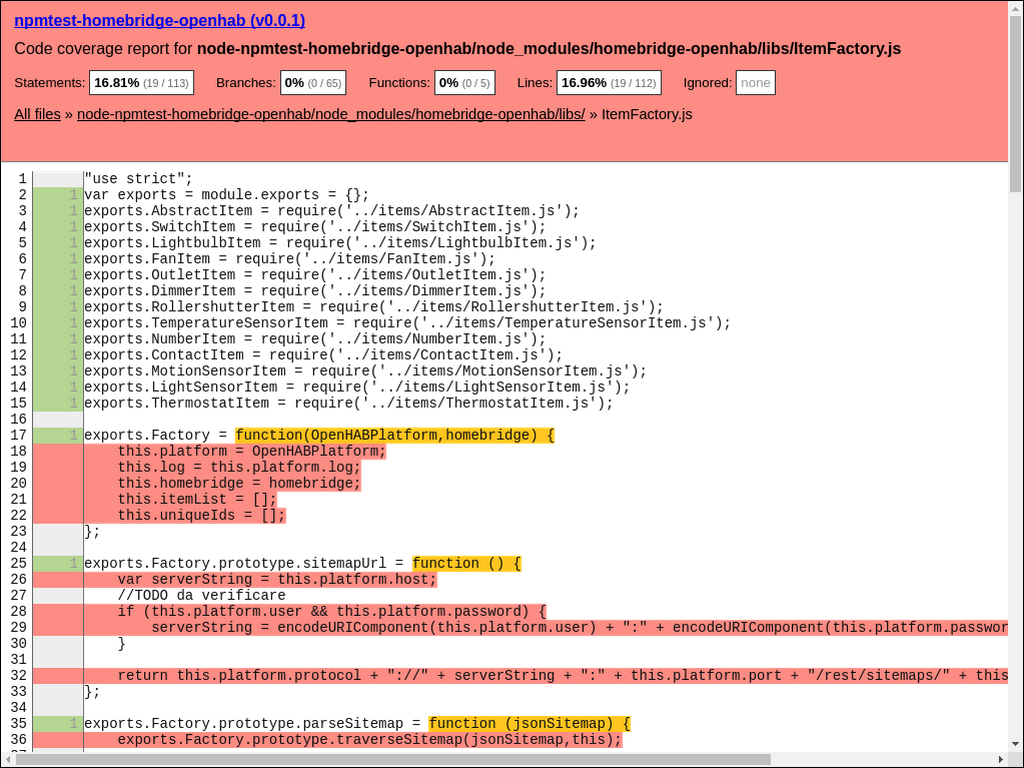 npmtest-homebridge-openhab (v0.0.1)
Code coverage report for node-npmtest-homebridge-openhab/node_modules/homebridge-openhab/libs/ItemFactory.js
Statements: 16.81% (19 / 113) Branches: 0% (0 / 65) Functions: 0% (0 / 5) Lines: 16.96% (19 / 112) Ignored: none
All files » node-npmtest-homebridge-openhab/node_modules/homebridge-openhab/libs/ » ItemFactory.js
1 "use strict";
2 1 var exports = module.exports = {};
3 1 exports.AbstractItem = require('../items/AbstractItem.js');
4 1 exports.SwitchItem = require('../items/SwitchItem.js');
5 1 exports.LightbulbItem = require('../items/LightbulbItem.js');
6 1 exports.FanItem = require('../items/FanItem.js');
7 1 exports.OutletItem = require('../items/OutletItem.js');
8 1 exports.DimmerItem = require('../items/DimmerItem.js');
9 1 exports.RollershutterItem = require('../items/RollershutterItem.js');
10 1 exports.TemperatureSensorItem = require('../items/TemperatureSensorItem.js');
11 1 exports.NumberItem = require('../items/NumberItem.js');
12 1 exports.ContactItem = require('../items/ContactItem.js');
13 1 exports.MotionSensorItem = require('../items/MotionSensorItem.js');
14 1 exports.LightSensorItem = require('../items/LightSensorItem.js');
15 1 exports.ThermostatItem = require('../items/ThermostatItem.js');
16
17 1 exports.Factory = function(OpenHABPlatform,homebridge) {
18     this.platform = OpenHABPlatform;
19     this.log = this.platform.log;
20     this.homebridge = homebridge;
21     this.itemList = [];
22     this.uniqueIds = [];
23 };
24
25 1 exports.Factory.prototype.sitemapUrl = function () {
26     var serverString = this.platform.host;
27     //TODO da verificare
28     if (this.platform.user && this.platform.password) {
29         serverString = encodeURIComponent(this.platform.user) + ":" + encodeURIComponent(this.platform.passwor
30     }
31
32     return this.platform.protocol + "://" + serverString + ":" + this.platform.port + "/rest/sitemaps/" + this
33 };
34
35 1 exports.Factory.prototype.parseSitemap = function (jsonSitemap) {
36     exports.Factory.prototype.traverseSitemap(jsonSitemap,this);